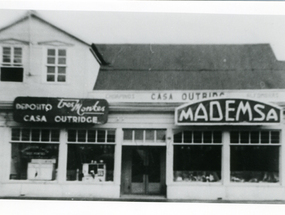 CASA OUTRIDGE
DEPOSITO Tres Montes
CASA OUTRIDGE
MADEMSA